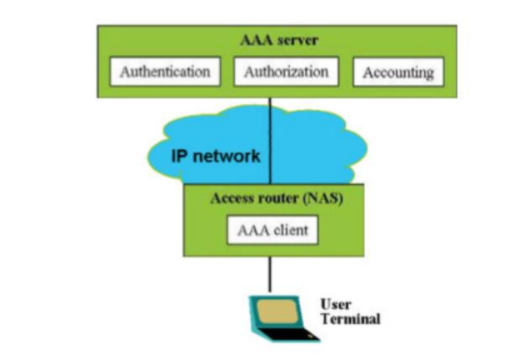 AAA server
Authentication
Authorization
Accounting
IP network
Access router (NAS)
AAA client
User
Terminal